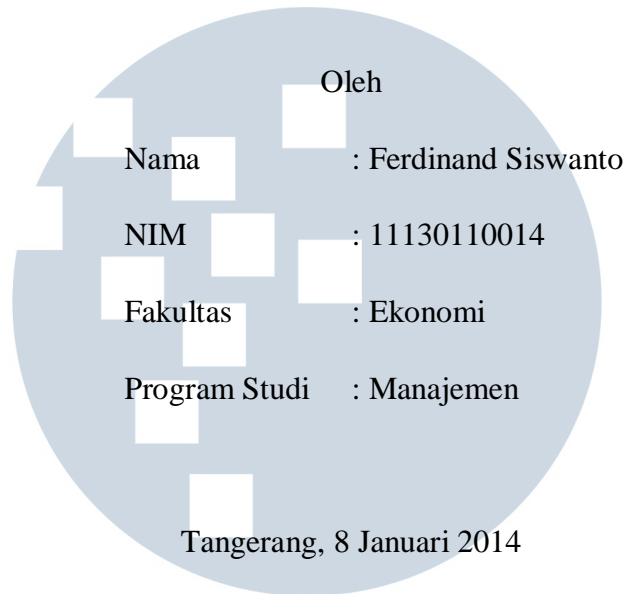 Oleh
Nama : Ferdinand Siswanto
NIM : 11130110014
Fakultas : Ekonomi
Program Studi : Manajemen
Tangerang, 8 Januari 2014